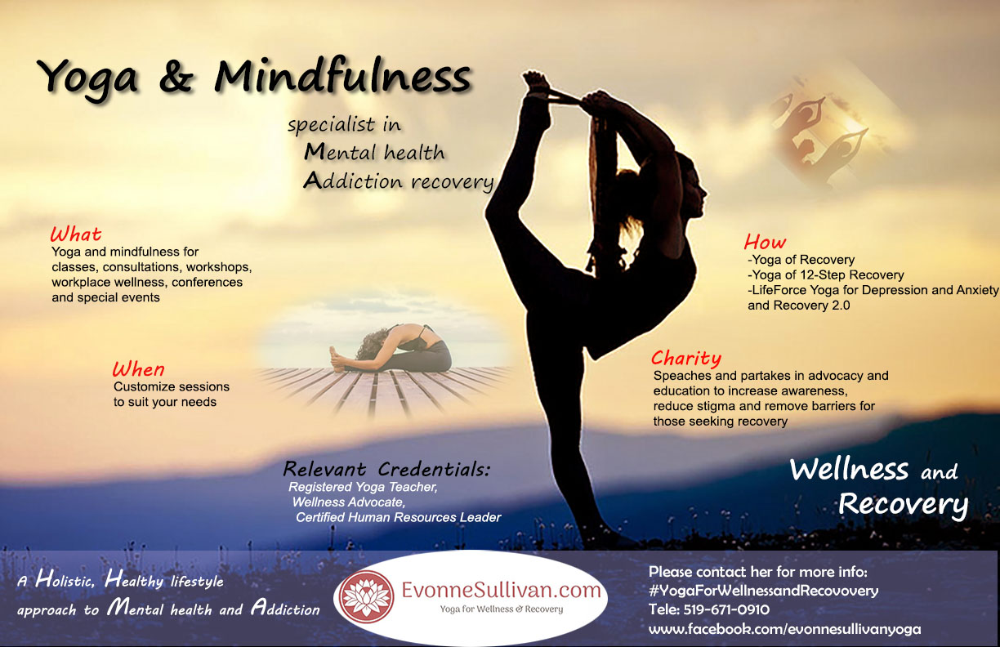 Yoga & Mindfulness
specialist in
Mental health
Addiction recovery
What
Yoga and mindfulness for
classes, consultations, workshops,
workplace wellness, conferences
and special events
When
Customize sessions
to suit your needs
How
-Yoga of Recovery
-Yoga of 12-Step Recovery
-LifeForce Yoga for Depression and Anxiety
and Recovery 2.0
Charity
Speaches and partakes in advocacy and
education to increase awareness,
reduce stigma and remove barriers for
those seeking recovery
Relevant Credentials:
Registered Yoga Teacher,
Wellness Advocate,
Certified Human Resources Leader
Wellness and
Recovery
A Holistic, Healthy lifestyle
approach to Mental health and Addiction
EvonneSullivan.com
Yoga for Wellness & Recovery
Please contact her for more info:
#YogaForWellnessandRecovovery
Tele: 519-671-0910
www.facebook.com/evonnesullivanyoga